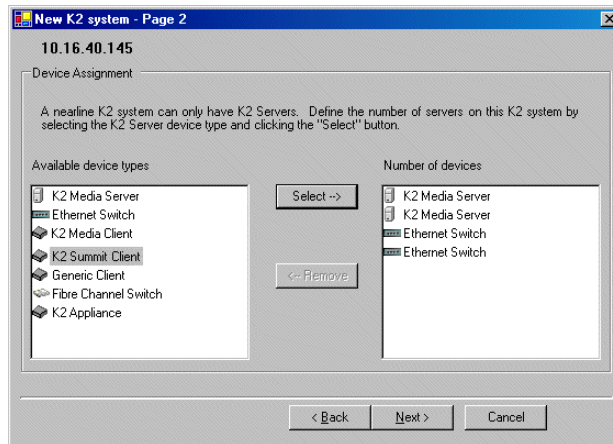 New K2 system - Page 2
10.16.40.145
Device Assignment
A nearline K2 system can only have K2 Servers. Define the number of servers on this K2 system by
selecting the K2 Server device type and clicking the "Select" button.
Available device types
K2 Media Server
Ethernet Switch
K2 Media Client
K2 Summit Client
Generic Client
Fibre Channel Switch
K2 Appliance
Select -->
<-- Remove
Number of devices
K2 Media Server
K2 Media Server
Ethernet Switch
Ethernet Switch
< Back
Next >
Cancel